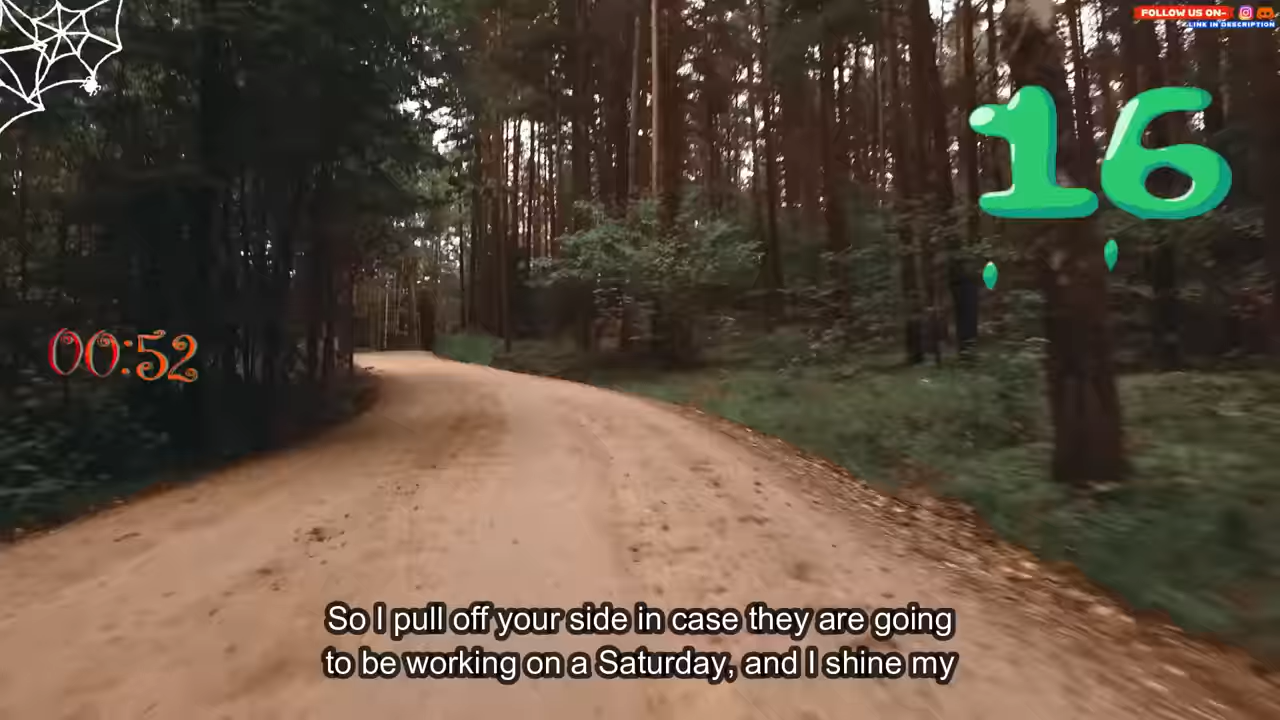 FOLLOW US ON-
LINK IN DESCRIPTION
16
00:52
So I pull off your side in case they are going
to be working on a Saturday, and I shine my